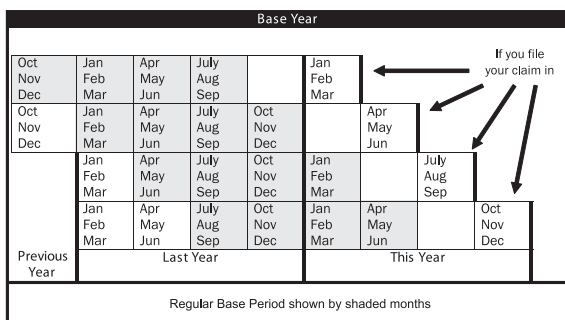 Base Year
If you file
your claim in
Oct Jan Apr July Jan
Nov Feb May Aug Feb
Dec Mar Jun Sep Mar
Oct Jan Apr July Oct Apr
Nov Feb May Aug Nov May
Dec Mar Jun Sep Dec Jun
Jan Apr July Oct Jan July
Feb May Aug Nov Feb Aug
Mar Jun Sep Dec Mar Sep
Jan Apr July Oct Jan Apr Oct
Feb May Aug Nov Feb May Nov
Mar Jun Sep Dec Mar Jun Dec
Previous Last Year This Year
Year
Regular Base Period shown by shaded months